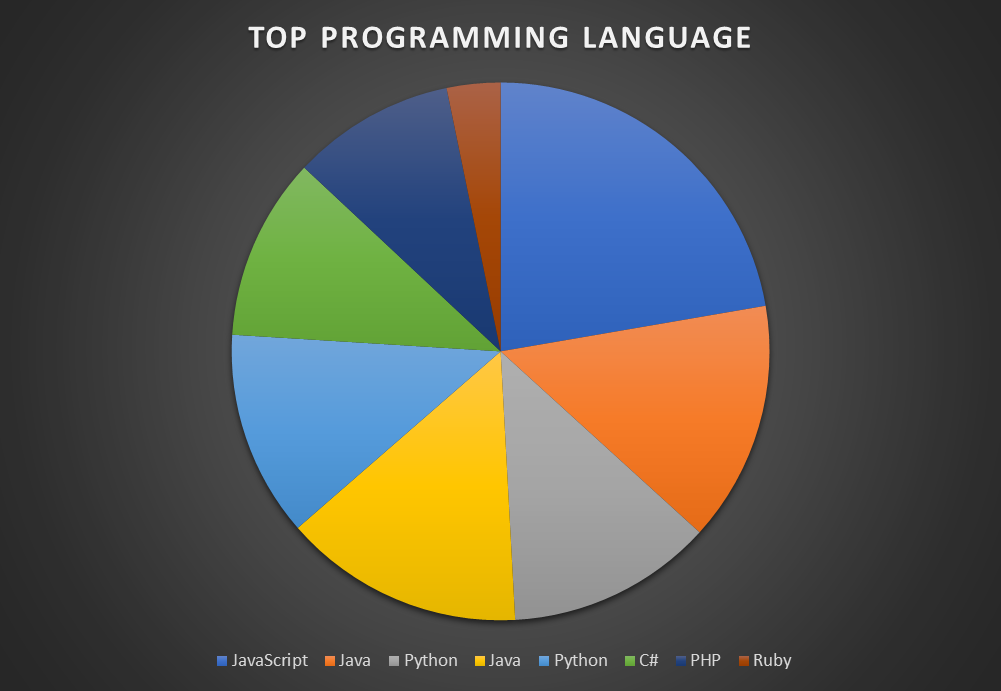 TOP PROGRAMMING LANGUAGE
JavaScript Java Python Java Python C# PHP Ruby